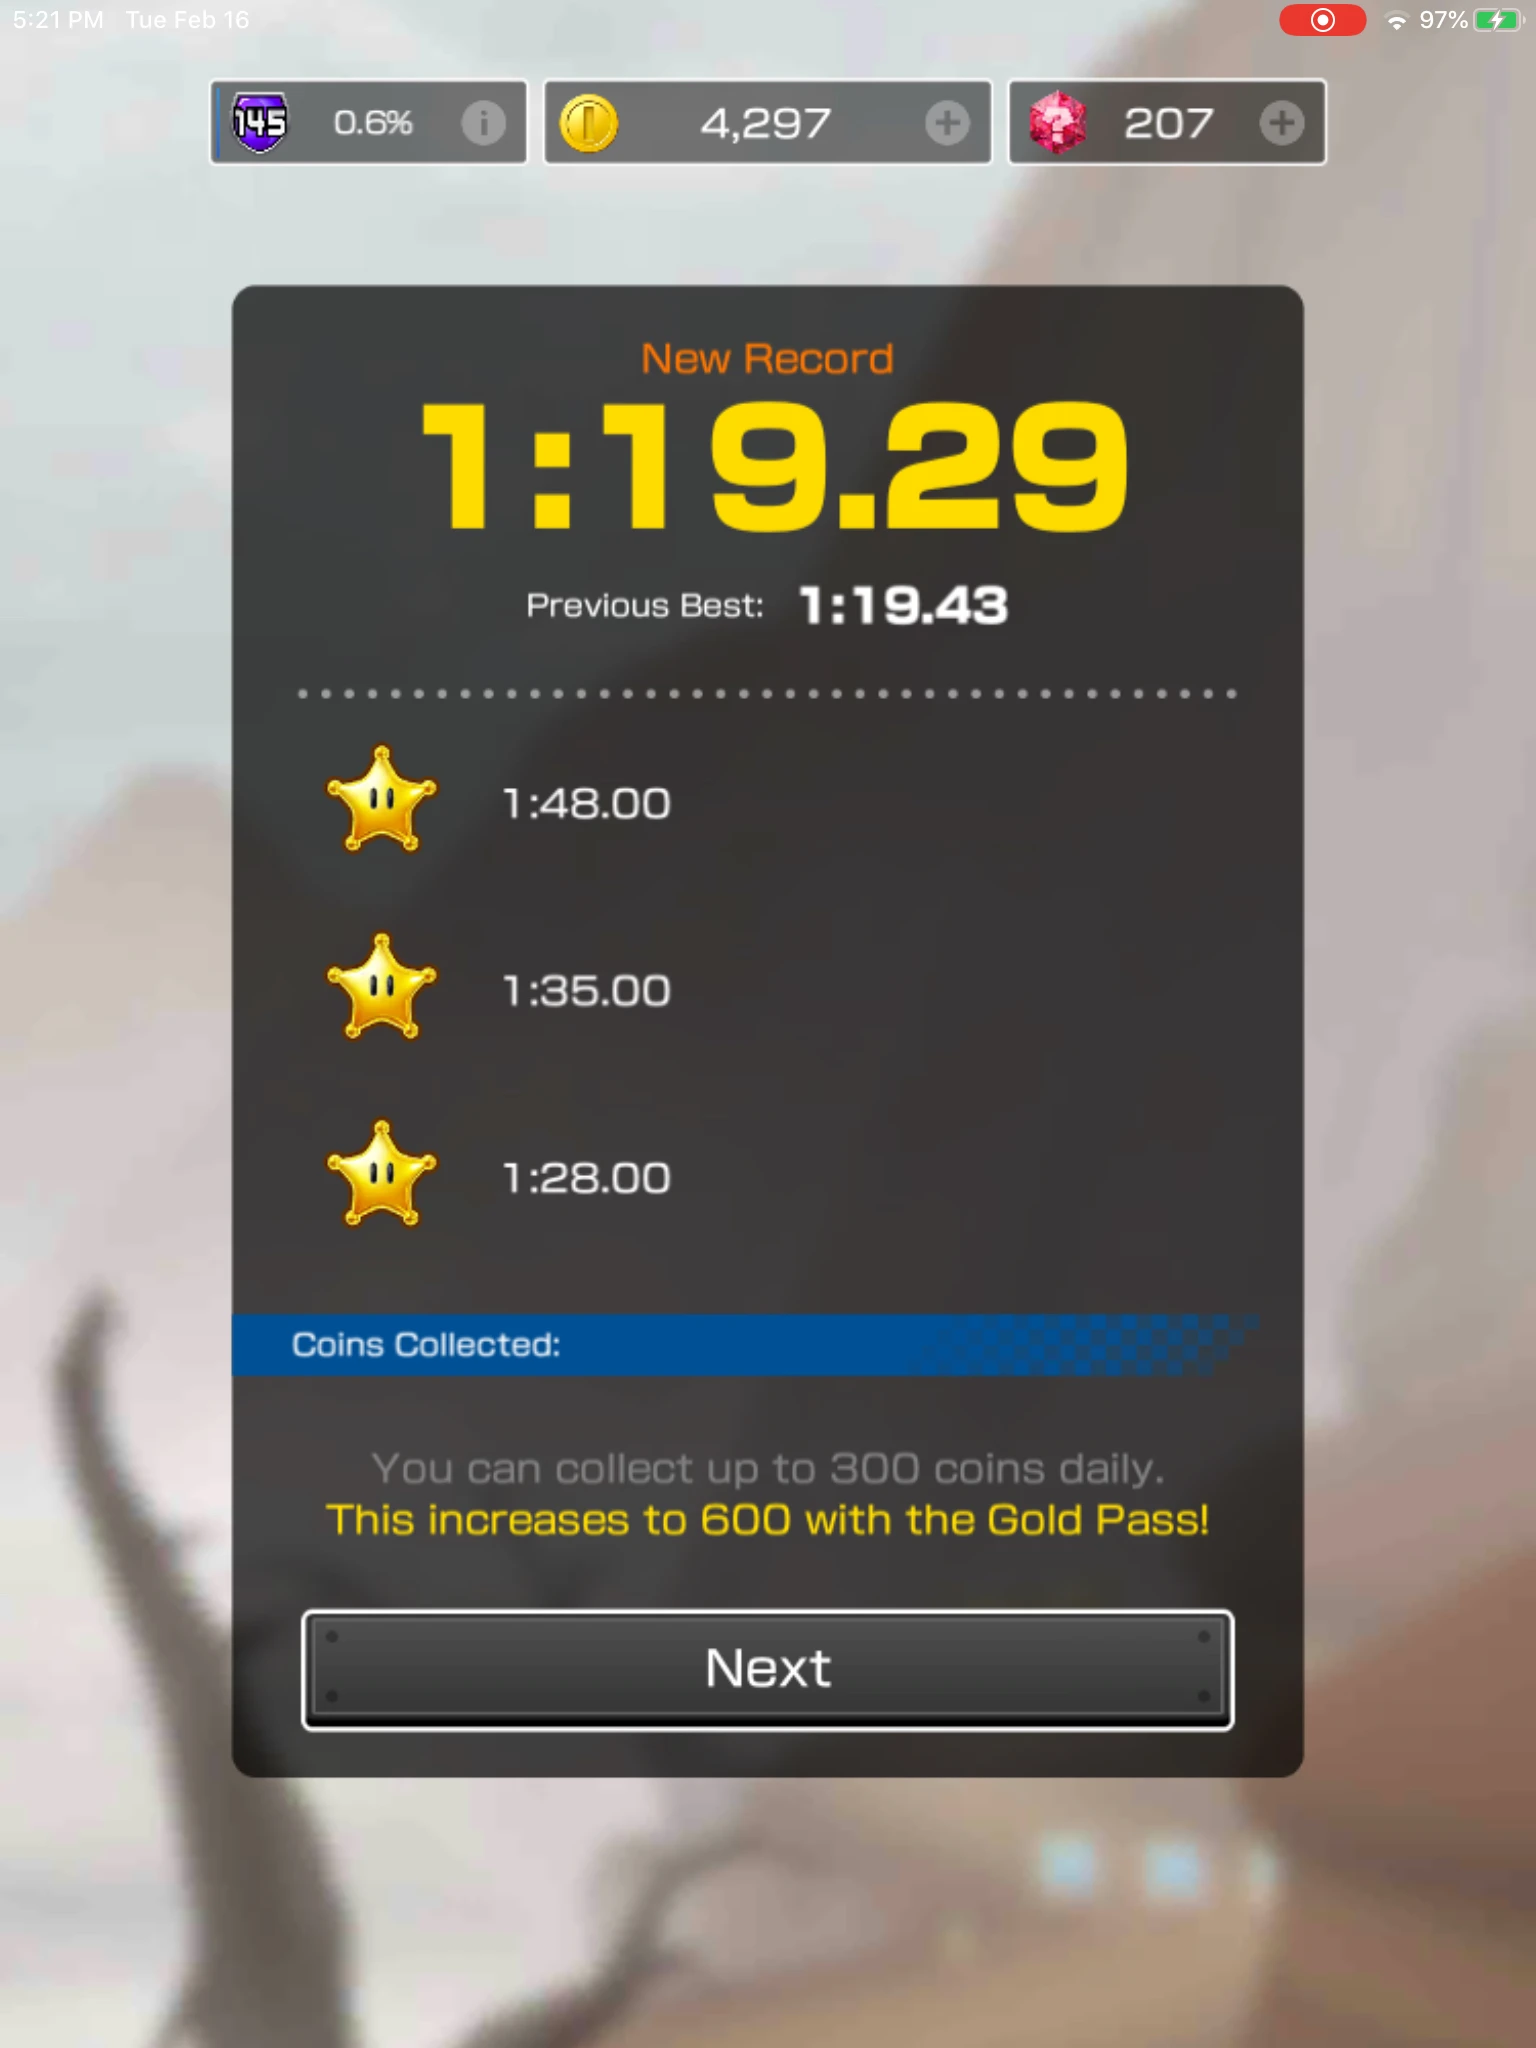 5:21 PM Tue Feb 16 97%
145 0.6% i 4,297 + ? 207 +
New Record
1:19.29
Previous Best: 1:19.43
1:48.00
1:35.00
1:28.00
Coins Collected:
You can collect up to 300 coins daily.
This increases to 600 with the Gold Pass!
Next